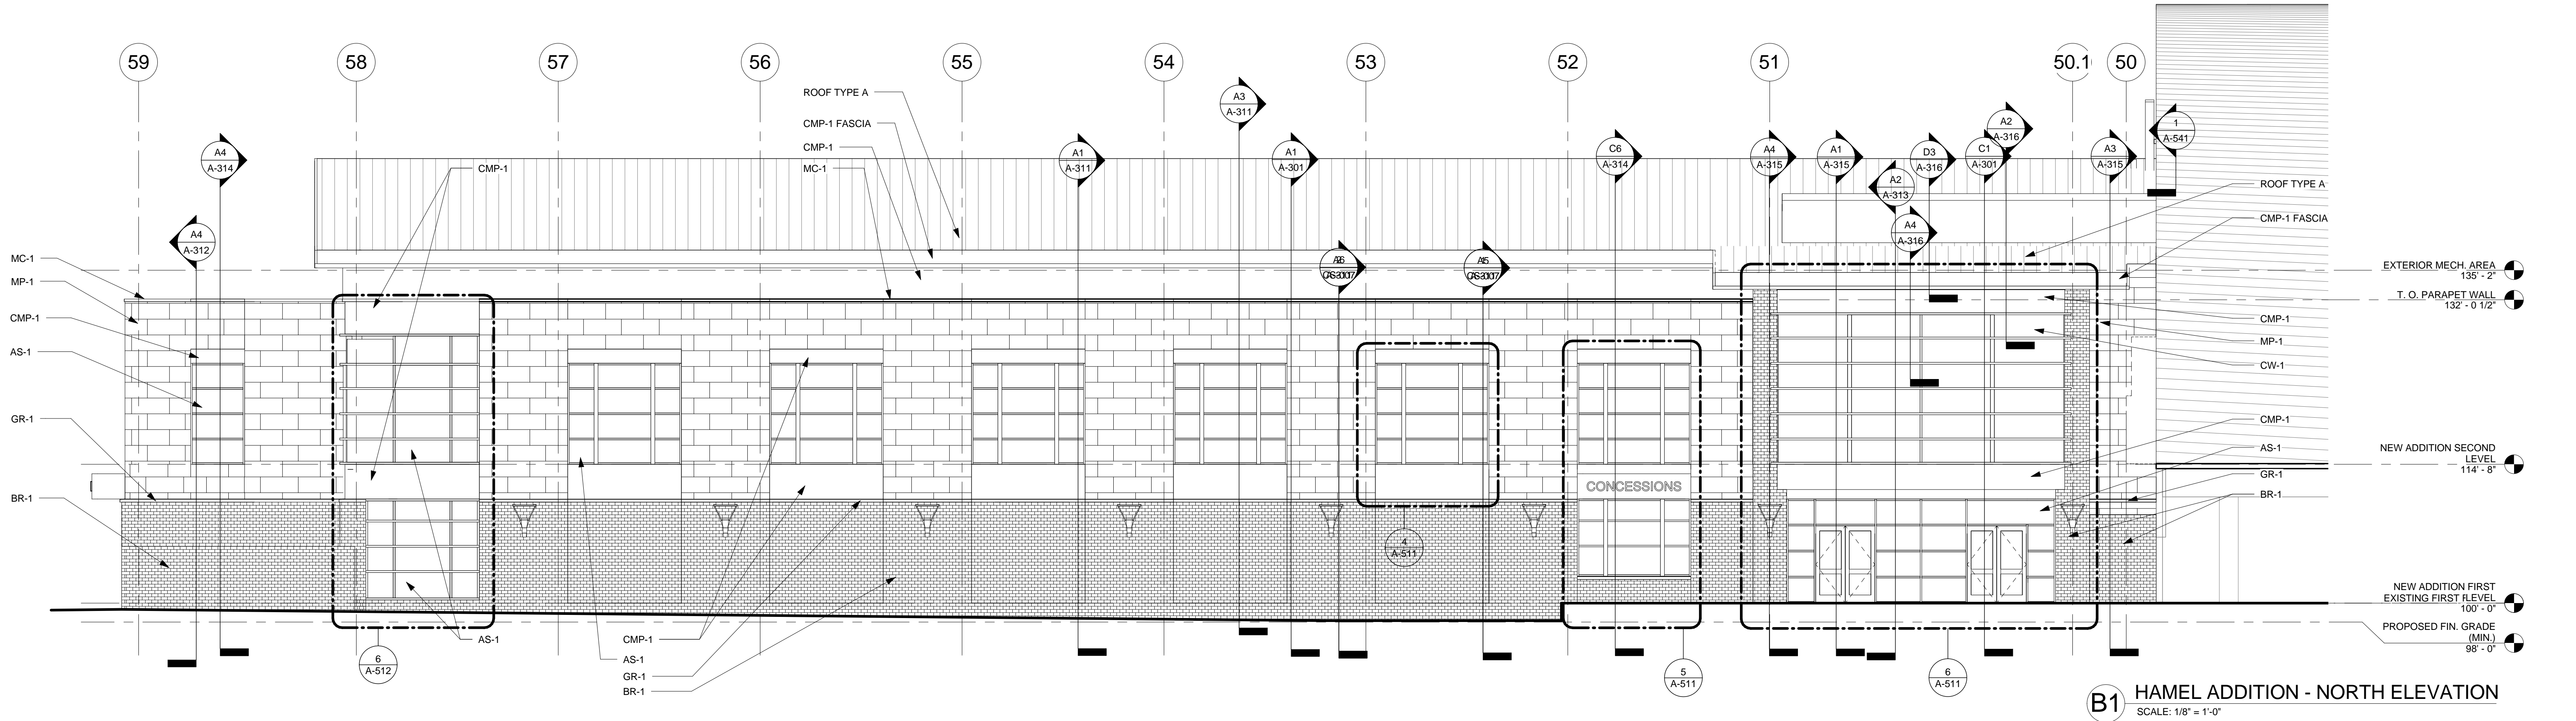 59
58
57
56
55
54
53
52
51
50.1
50
ROOF TYPE A
CMP-1 FASCIA
CMP-1
MC-1
CMP-1
A4
A-314
A4
A-312
A1
A-311
A3
A-311
A1
A-301
C6
A-314
A4
A-315
A1
A-315
A2
A-313
D3
A-316
A4
A-316
C1
A-301
A2
A-316
A3
A-315
1
A-541
MC-1
MP-1
CMP-1
AS-1
GR-1
BR-1
ROOF TYPE A
CMP-1 FASCIA
CMP-1
MP-1
CW-1
CMP-1
AS-1
GR-1
BR-1
EXTERIOR MECH. AREA
135' - 2"
T. O. PARAPET WALL
132' - 0 1/2"
NEW ADDITION SECOND
LEVEL
114' - 8"
NEW ADDITION FIRST
EXISTING FIRST
100' - 0"
PROPOSED FIN. GRADE
(MIN.)
98' - 0"
CONCESSIONS
4
A-511
AS-1
CMP-1
AS-1
GR-1
BR-1
6
A-512
5
A-511
6
A-511
B1
HAMEL ADDITION - NORTH ELEVATION
SCALE: 1/8" = 1'-0"